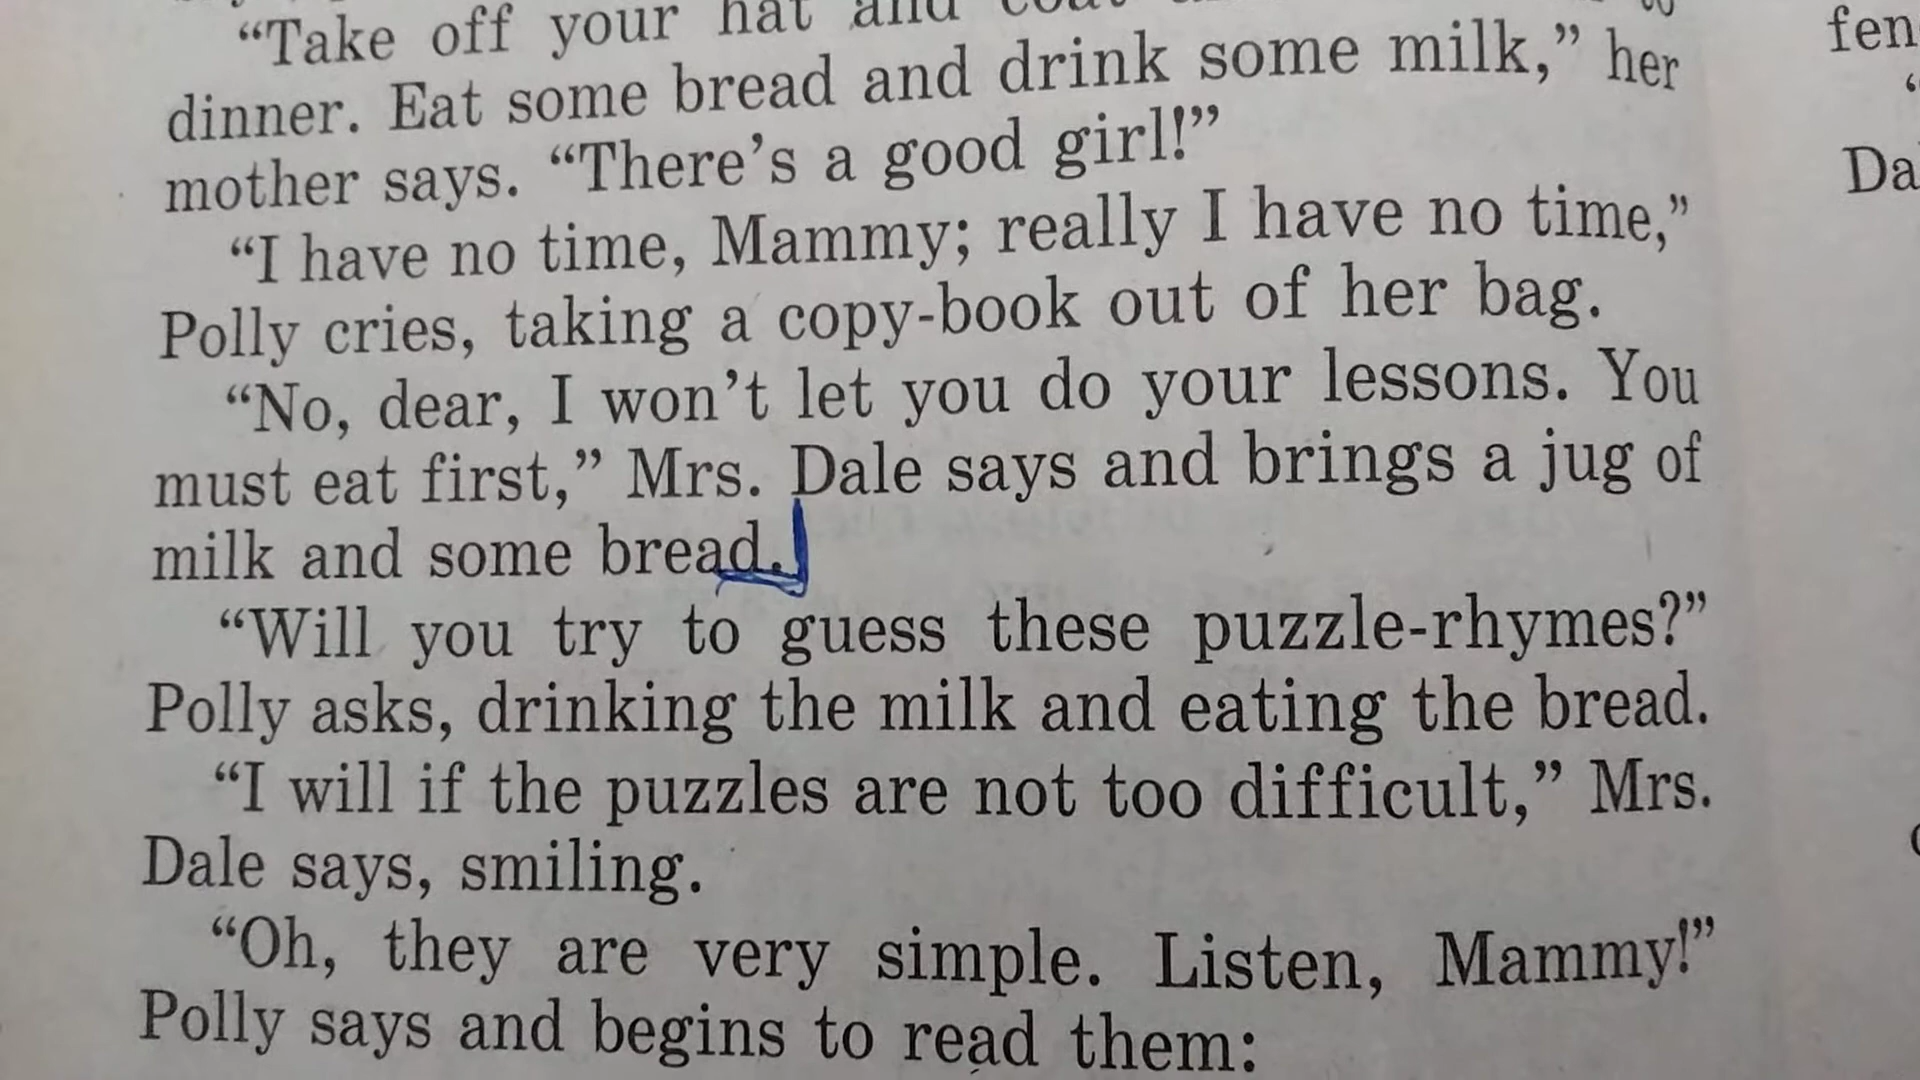 “Take off your hat and coat
dinner. Eat some bread and drink some milk,” her
mother says. “There’s a good girl!”
“I have no time, Mammy; really I have no time,”
Polly cries, taking a copy-book out of her bag.
“No, dear, I won’t let you do your lessons. You
must eat first,” Mrs. Dale says and brings a jug of
milk and some bread.
“Will you try to guess these puzzle-rhymes?”
Polly asks, drinking the milk and eating the bread.
“I will if the puzzles are not too difficult,” Mrs.
Dale says, smiling.
“Oh, they are very simple. Listen, Mammy!”
Polly says and begins to read them:
fen
“
Da